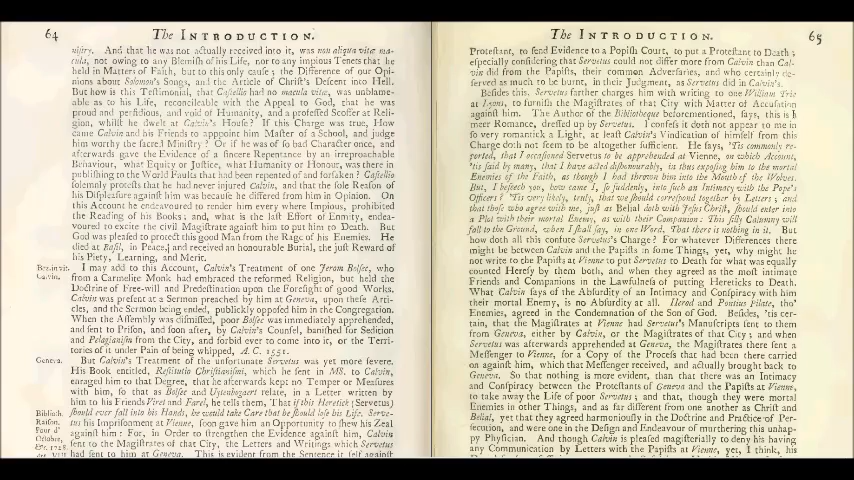 64
The INTRODUCTION.
nistry. And that he was not actually received into it, was non aliqua vitæ ma-
cula, not owing to any Blemish of his Life, nor to any impious Tenets that he
held in Matters of Faith, but to this only cause; the Difference of our Opi-
nions about Solomon's Songs, and the Article of Christ's Descent into Hell.
But how is this Testimonial, that Castellio had no macula vitæ, was unblame-
able as to his Life, reconcileable with the Appeal to God, that he was
proud and perfidious, and void of Humanity, and a professed Scoffer at Reli-
gion, whilst he dwelt at Calvin's House? If this Charge was true, How
came Calvin and his Friends to apppoint him Master of a School, and judge
him worthy the sacred Ministry? Or if he was of so bad Character once, and
afterwards gave the Evidence of a sincere Repentance by an irreproachable
Behaviour, what Equity or Justice, what Humanity or Honour, was there in
publishing to the World Faults that had been repented of and forsaken? Castellio
solemnly protests that he had never injured Calvin, and that the sole Reason of
his Displeasure against him was because he differed from him in Opinion. On
this Account he endeavoured to render him every where Impious, prohibited
the Reading of his Books; and, what is the last Effort of Enmity, endea-
voured to excite the civil Magistrate against him to put him to Death. But
God was pleased to protect this good Man from the Rage of his Enemies. He
died at Basil, in Peace, and received an honourable Burial, the just Reward of
his Piety, Learning, and Merit.
Bez. in vit.
Calvin.
I may add to this Account, Calvin's Treatment of one Jerom Bolsec, who
from a Carmelite Monk had embraced the reformed Religion, but held the
Doctrine of Free-will and Predestination upon the Foresight of good Works.
Calvin was present at a Sermon preached by him at Geneva, upon these Arti-
cles, and the Sermon being ended, publickly opposed him in the Congregation.
When the Assembly was dismissed, poor Bolsec was immediately apprehended,
and sent to Prison, and soon after, by Calvin's Counsel, banished for Sedition
and Pelagianism from the City, and forbid ever to come into it, or the Terri-
tories of it under Pain of being whipped, A. C. 1551.
Geneva.
But Calvin's Treatment of the unfortunate Servetus was yet more severe.
His Book entitled, Restitutio Christianismi, which he sent in MS. to Calvin,
enraged him to that Degree, that he afterwards kept no Temper or Measures
with him, so that as Bolsec and Uytenbogaert relate, in a Letter written by
him to his Friends Viret and Farel, he tells them, That if this Heretick (Servetus)
should ever fall into his Hands, he would take Care that he should lose his Life. Serve-
tus his Imprisonment at Vienne, soon gave him an Opportunity to shew his Zeal
against him: For, in Order to strengthen the Evidence against him, Calvin
sent to the Magistrates of that City, the Letters and Writings which Servetus
had sent to him at Geneva. This is evident from the Sentence it self against
Biblioth.
Raison.
Pour d'
Octobre,
The INTRODUCTION.
65
Protestant, to send Evidence to a Popish Court, to put a Protestant to Death;
especially considering that Servetus could not differ more from Calvin than Cal-
vin did from the Papists, their common Adversaries, and who certainly de-
served as much to be burnt, in their Judgment, as Servetus did in Calvin's.
Besides this, Servetus farther charges him with writing to one William Trie
at Lyons, to furnish the Magistrates of that City with Matter of Accusation
against him. The Author of the Bibliotheque beforementioned, says, this is
meer Romance, dressed up by Servetus. I confess it doth not appear to me in
so very romantick a Light, at least Calvin's Vindication of himself from this
Charge doth not seem to be altogether sufficient. He says, 'Tis commonly re-
ported, that I occasioned Servetus to be apprehended at Vienne, on which Account,
'tis said by many, that I have acted dishonourably, in thus exposing him to the mortal
Enemies of the Faith, as though I had thrown him into the Mouth of the Wolves.
But, I beseech you, how came I, so suddenly, into such an Intimacy with the Pope's
Officers? 'Tis very likely, truly, that we should correspond together by Letters; and
that those who agree with me, just as Belial doth with Jesus Christ, should enter into
a Plot with their mortal Enemy, as with their Companion: This silly Calumny will
fall to the Ground, when I shall say, in one Word, That there is nothing in it. But
how doth all this confute Servetus's Charge? For whatever Differences there
might be between Calvin and the Papists in some Things, yet, why might he
not write to the Papists at Vienne to put Servetus to Death for what was equally
counted Heresy by them both, and when they agreed as the most intimate
Friends and Companions in the Lawfulness of putting Hereticks to Death.
What Calvin says of the Absurdity of an Intimacy and Conspiracy with him
their mortal Enemy, is no Absurdity at all. Herod and Pontius Pilate, tho'
Enemies, agreed in the Condemnation of the Son of God. Besides, 'tis cer-
tain, that the Magistrates at Vienne had Servetus's Manuscripts sent to them
from Geneva, either by Calvin, or the Magistrates of that City; and when
Servetus was afterwards apprehended at Geneva, the Magistrates there sent a
Messenger to Vienne, for a Copy of the Process that had been there carried
on against him, which that Messenger received, and actually brought back to
Geneva. So that nothing is more evident, than that there was an Intimacy
and Conspiracy between the Protestants of Geneva and the Papists at Vienne,
to take away the Life of poor Servetus; and that, though they were mortal
Enemies in other Things, and as far different from one another as Christ and
Belial, yet that they agreed harmoniously in the Doctrine and Practice of Per-
secution, and were one in the Design and Endeavour of murthering this unhap-
py Physician. And though Calvin is pleased magisterially to deny his having
any Communication by Letters with the Papists at Vienne, yet, I think, his